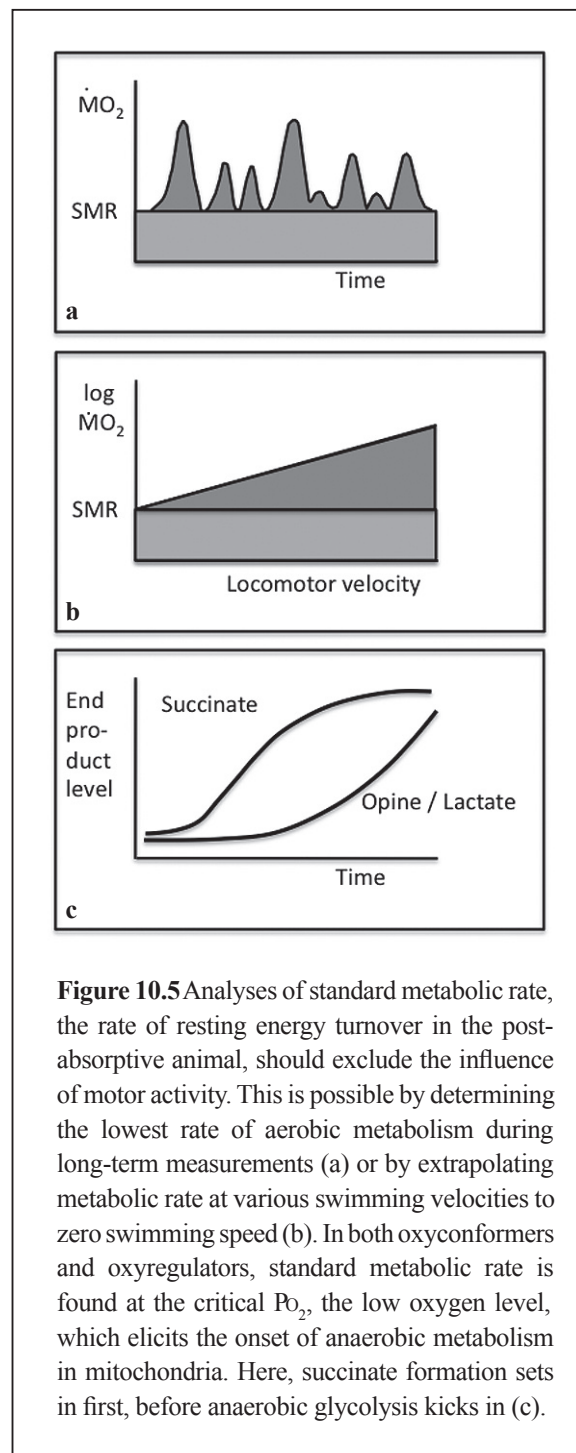 ṀO₂
SMR
Time
a
log
ṀO₂
SMR
Locomotor velocity
b
End
pro-
duct
level
Succinate
Opine / Lactate
Time
c
Figure 10.5 Analyses of standard metabolic rate,
the rate of resting energy turnover in the post-
absorptive animal, should exclude the influence
of motor activity. This is possible by determining
the lowest rate of aerobic metabolism during
long-term measurements (a) or by extrapolating
metabolic rate at various swimming velocities to
zero swimming speed (b). In both oxyconformers
and oxyregulators, standard metabolic rate is
found at the critical PO₂, the low oxygen level,
which elicits the onset of anaerobic metabolism
in mitochondria. Here, succinate formation sets
in first, before anaerobic glycolysis kicks in (c).